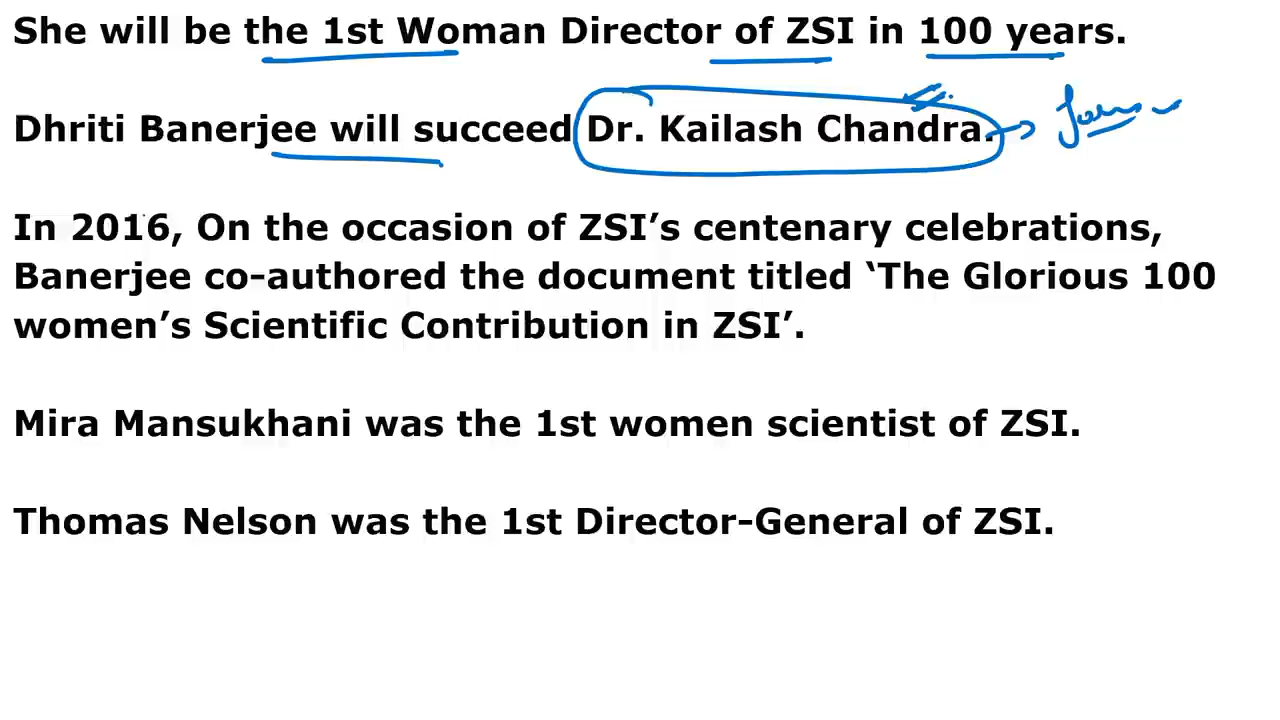 She will be the 1st Woman Director of ZSI in 100 years.
Dhriti Banerjee will succeed Dr. Kailash Chandra.
In 2016, On the occasion of ZSI’s centenary celebrations,
Banerjee co-authored the document titled ‘The Glorious 100
women’s Scientific Contribution in ZSI’.
Mira Mansukhani was the 1st women scientist of ZSI.
Thomas Nelson was the 1st Director-General of ZSI.